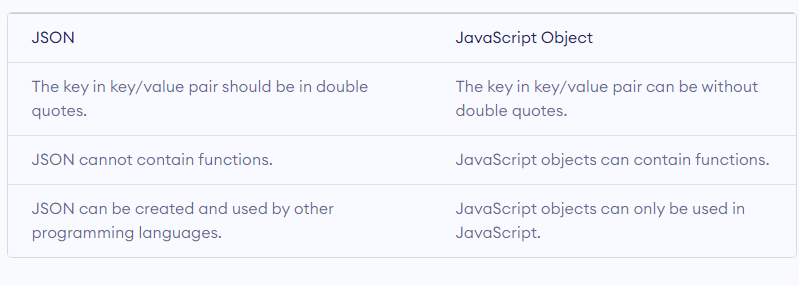 JSON
JavaScript Object
The key in key/value pair should be in double
quotes.
The key in key/value pair can be without
double quotes.
JSON cannot contain functions.
JavaScript objects can contain functions.
JSON can be created and used by other
programming languages.
JavaScript objects can only be used in
JavaScript.